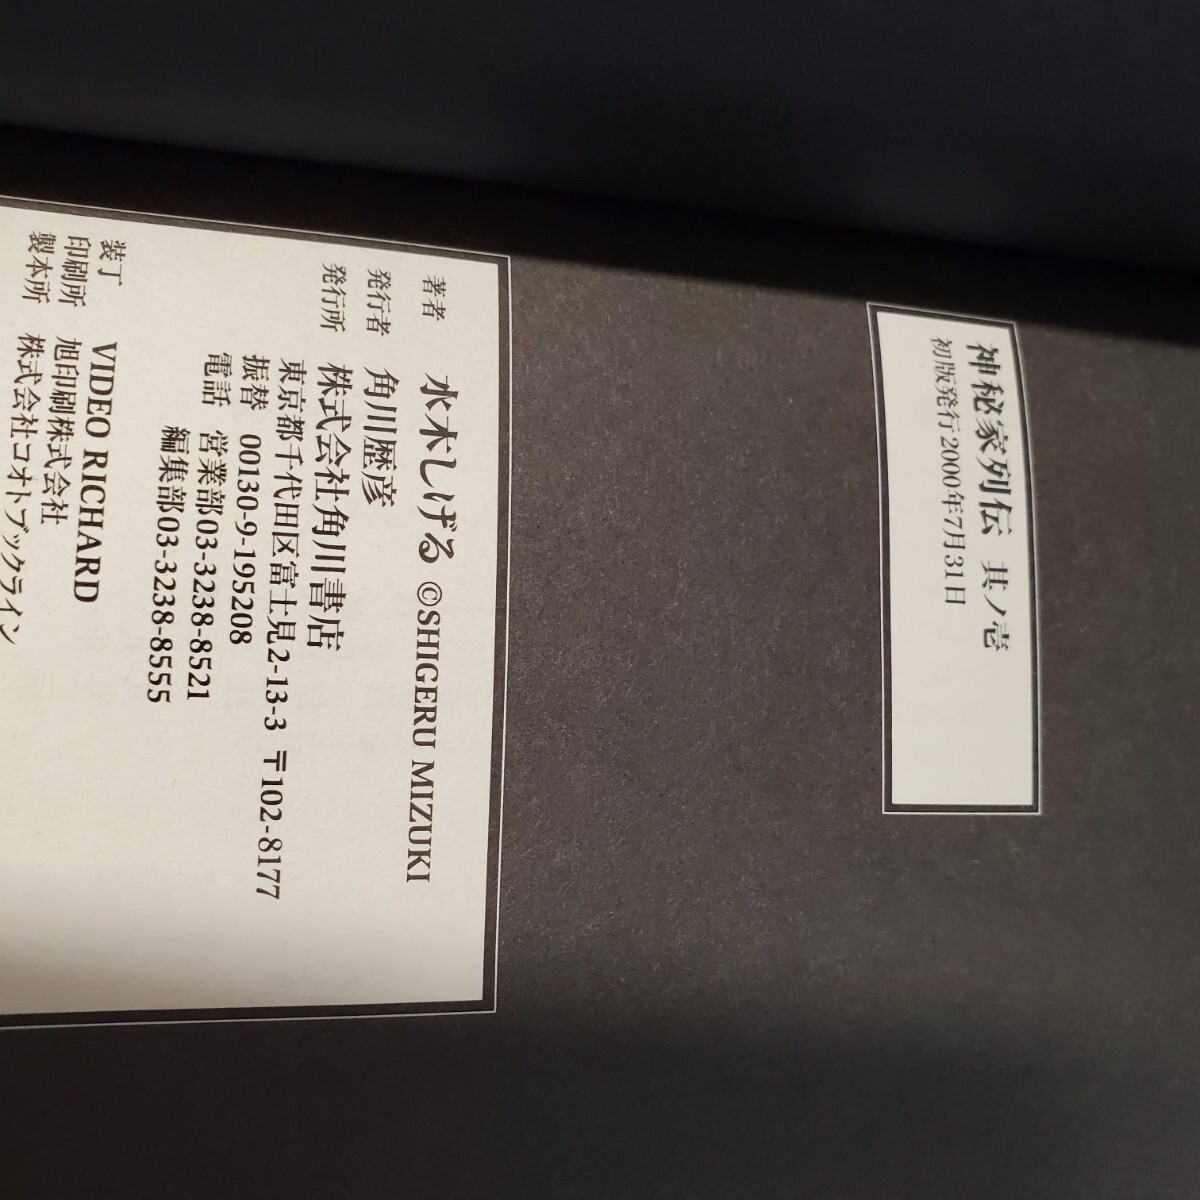 神秘家列伝 其ノ壱
初版発行2000年7月31日
著者 水木しげる ©SHIGERU MIZUKI
発行者 角川歴彦
発行所 株式会社角川書店
東京都千代田区富士見2-13-3 〒102-8177
振替 00130-9-195208
電話 営業部03-3238-8521
編集部03-3238-8555
装丁 VIDEO RICHARD
印刷所 旭印刷株式会社
製本所 株式会社コオトブックライン